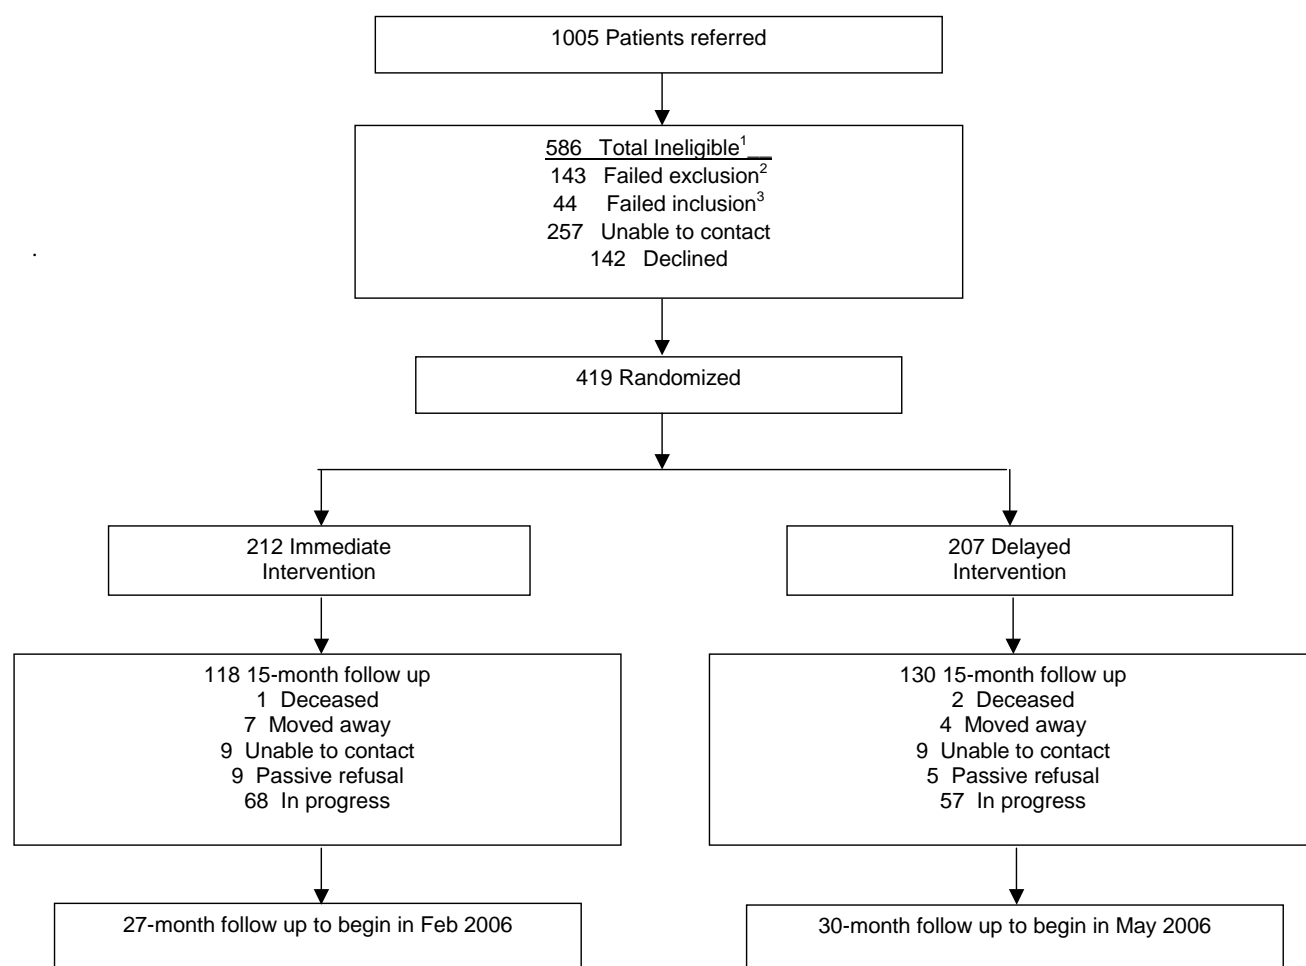 1005 Patients referred
586 Total Ineligible1__
143 Failed exclusion2
44 Failed inclusion3
257 Unable to contact
142 Declined
.
419 Randomized
212 Immediate
Intervention
207 Delayed
Intervention
118 15-month follow up
1 Deceased
7 Moved away
9 Unable to contact
9 Passive refusal
68 In progress
130 15-month follow up
2 Deceased
4 Moved away
9 Unable to contact
5 Passive refusal
57 In progress
27-month follow up to begin in Feb 2006
30-month follow up to begin in May 2006